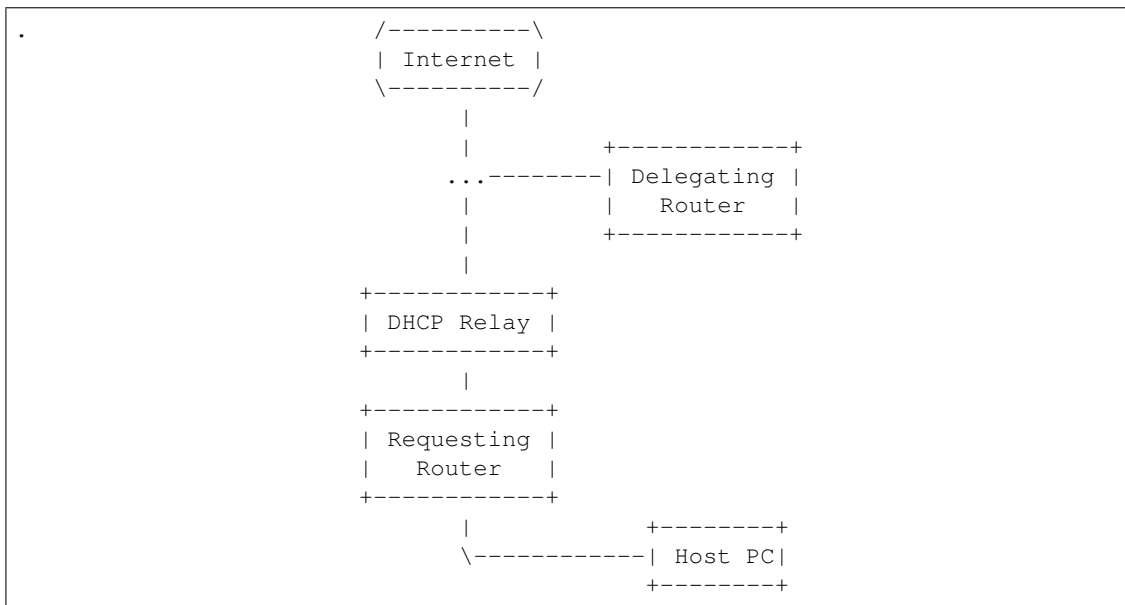 .                    /----------\
                     | Internet |
                     \----------/
                          |
                          |       +------------+
                         ...--------| Delegating |
                          |       |   Router   |
                          |       +------------+
                          |
                    +------------+
                    | DHCP Relay |
                    +------------+
                          |
                    +------------+
                    | Requesting |
                    |   Router   |
                    +------------+
                          |          +--------+
                          \------------| Host PC|
                                     +--------+